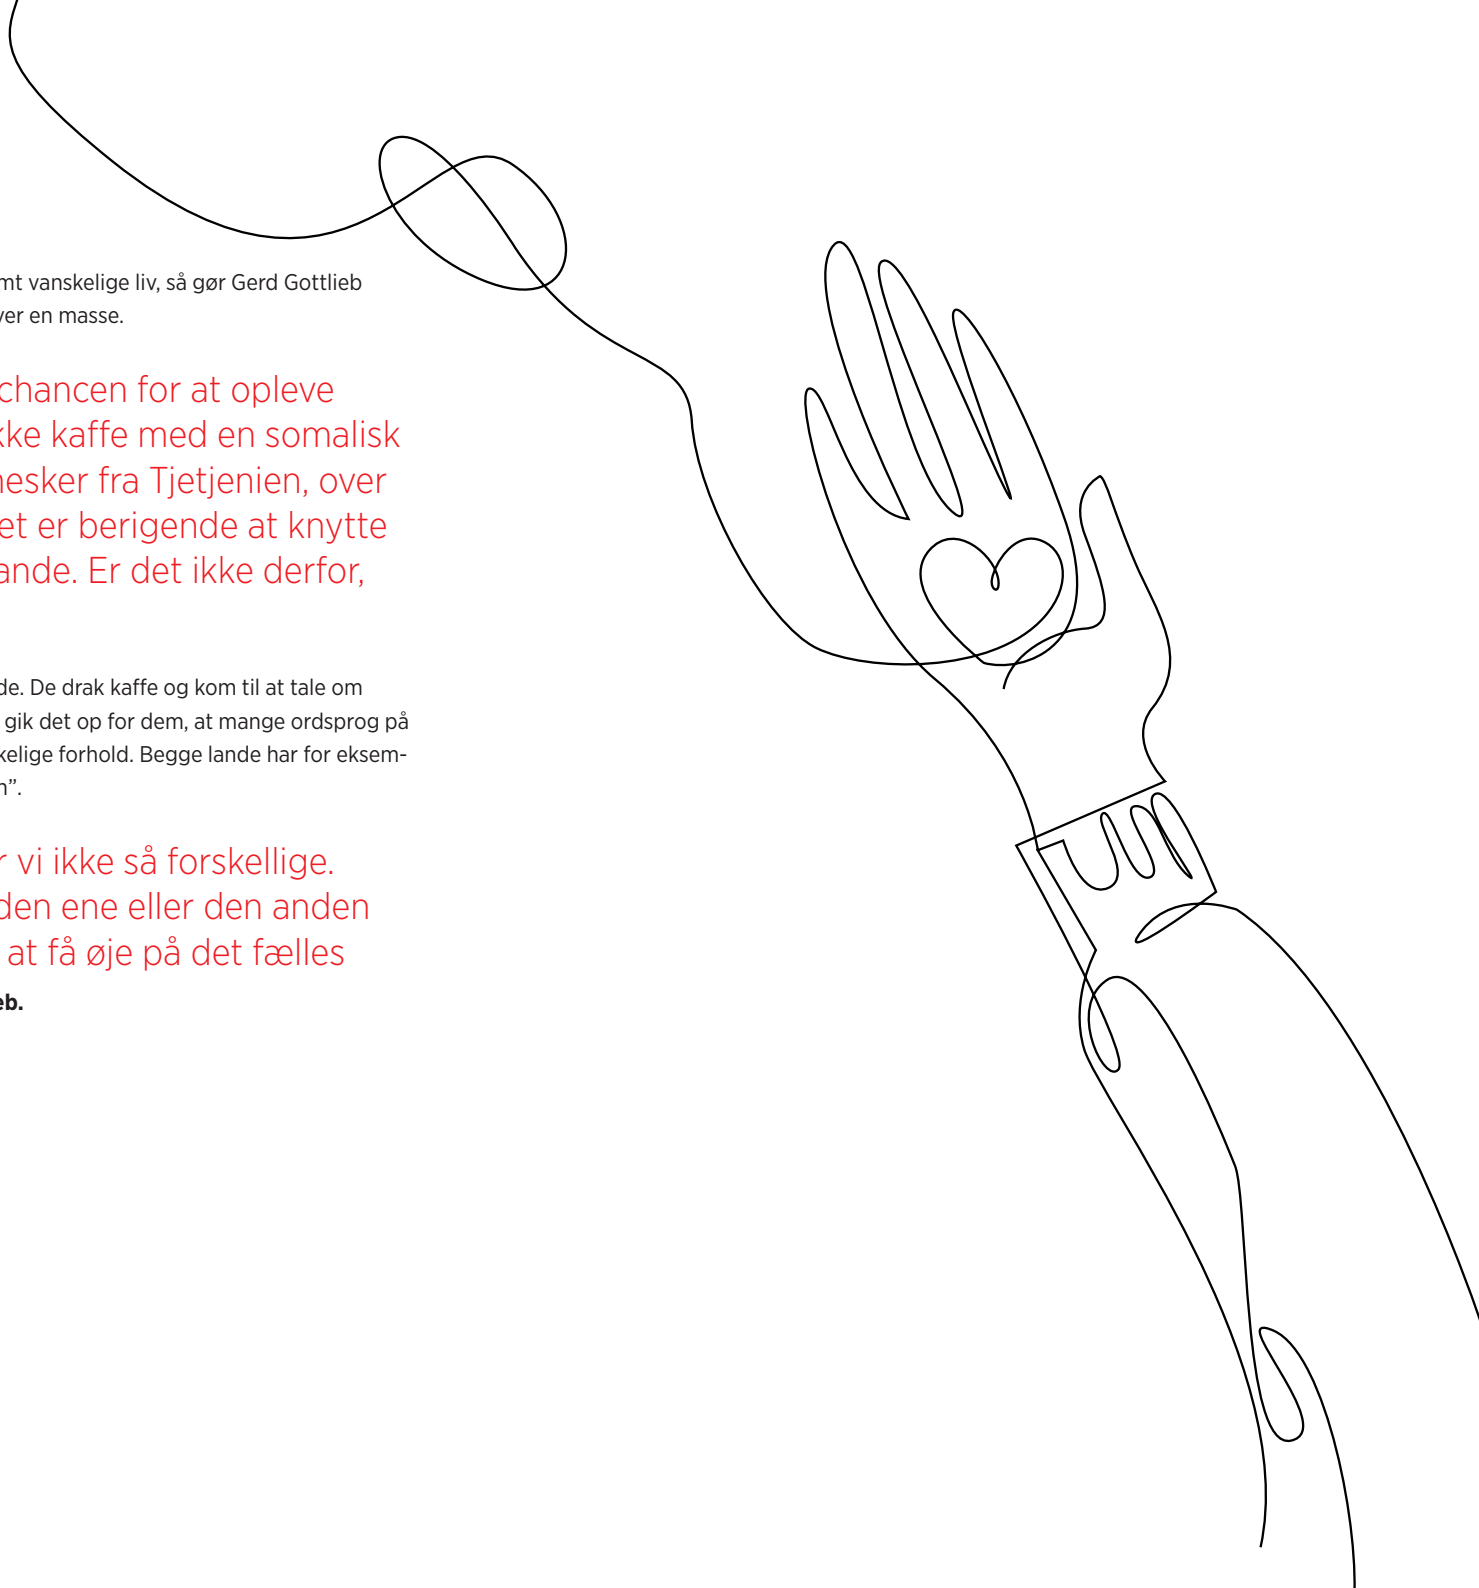 mt vanskelige liv, så gør Gerd Gottlieb
ver en masse.
chancen for at opleve
kke kaffe med en somalisk
nesker fra Tjetjenien, over
et er berigende at knytte
ande. Er det ikke derfor,
de. De drak kaffe og kom til at tale om
gik det op for dem, at mange ordsprog på
kelige forhold. Begge lande har for eksem-
n”.
r vi ikke så forskellige.
den ene eller den anden
at få øje på det fælles
eb.